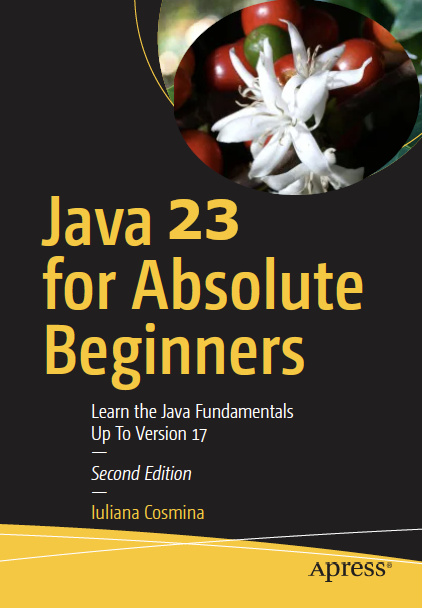 Java 23
for Absolute
Beginners
Learn the Java Fundamentals
Up To Version 17
Second Edition
Iuliana Cosmina
Apress®